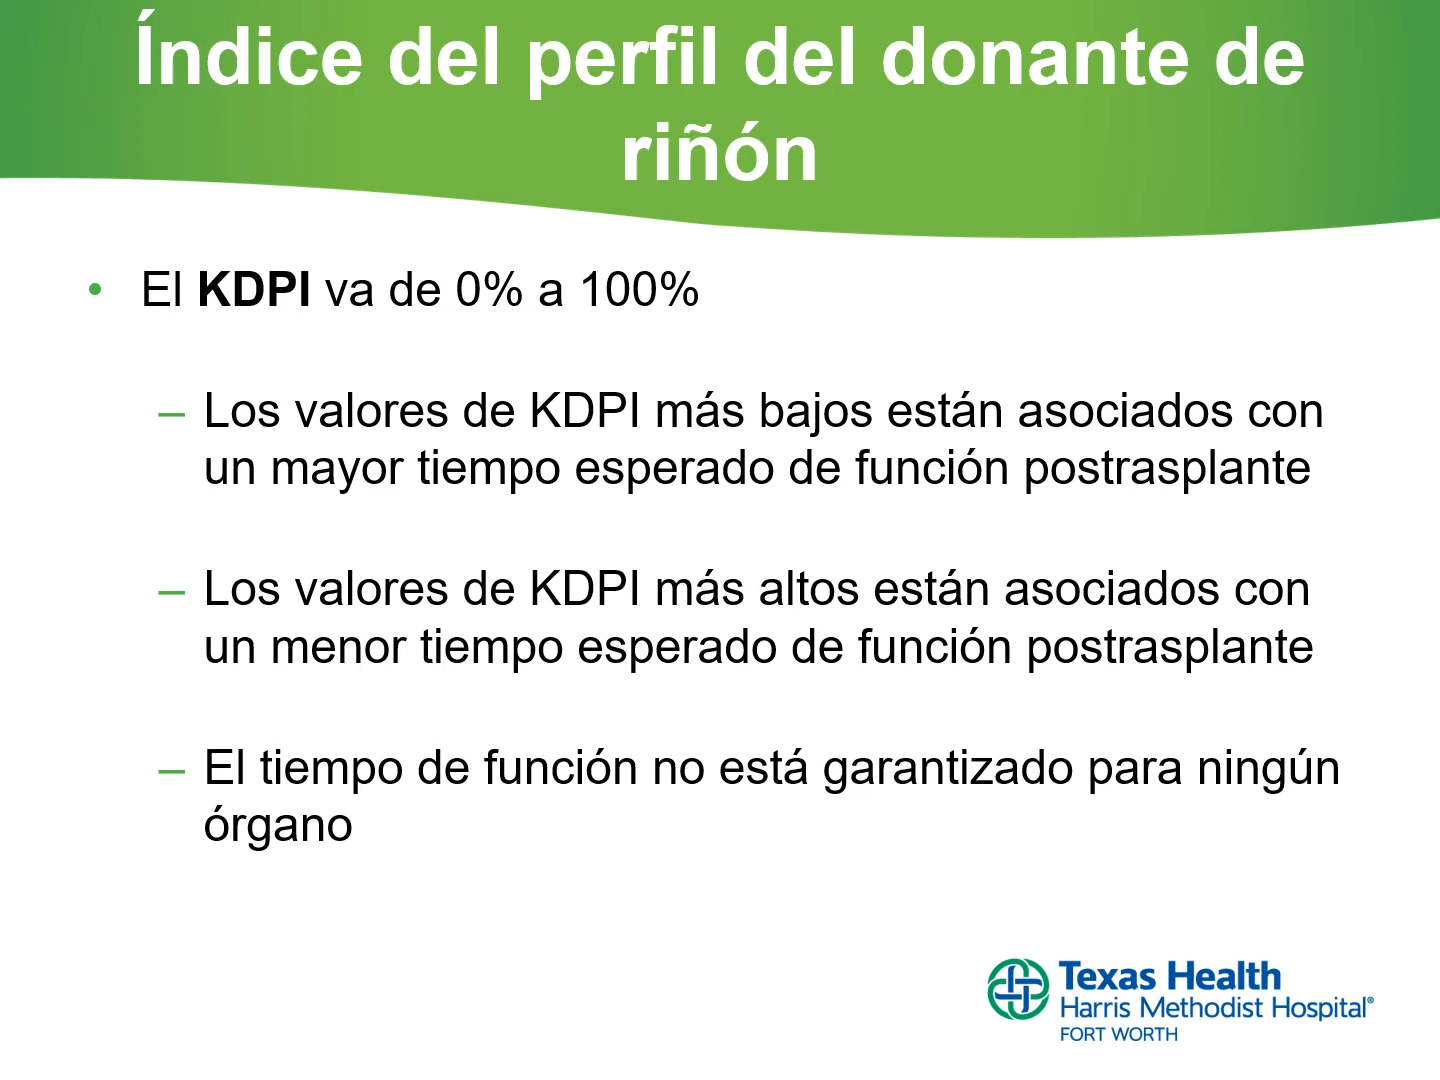 Índice del perfil del donante de
riñón
• El KDPI va de 0% a 100%
– Los valores de KDPI más bajos están asociados con
un mayor tiempo esperado de función postrasplante
– Los valores de KDPI más altos están asociados con
un menor tiempo esperado de función postrasplante
– El tiempo de función no está garantizado para ningún
órgano
Texas Health
Harris Methodist Hospital®
FORT WORTH